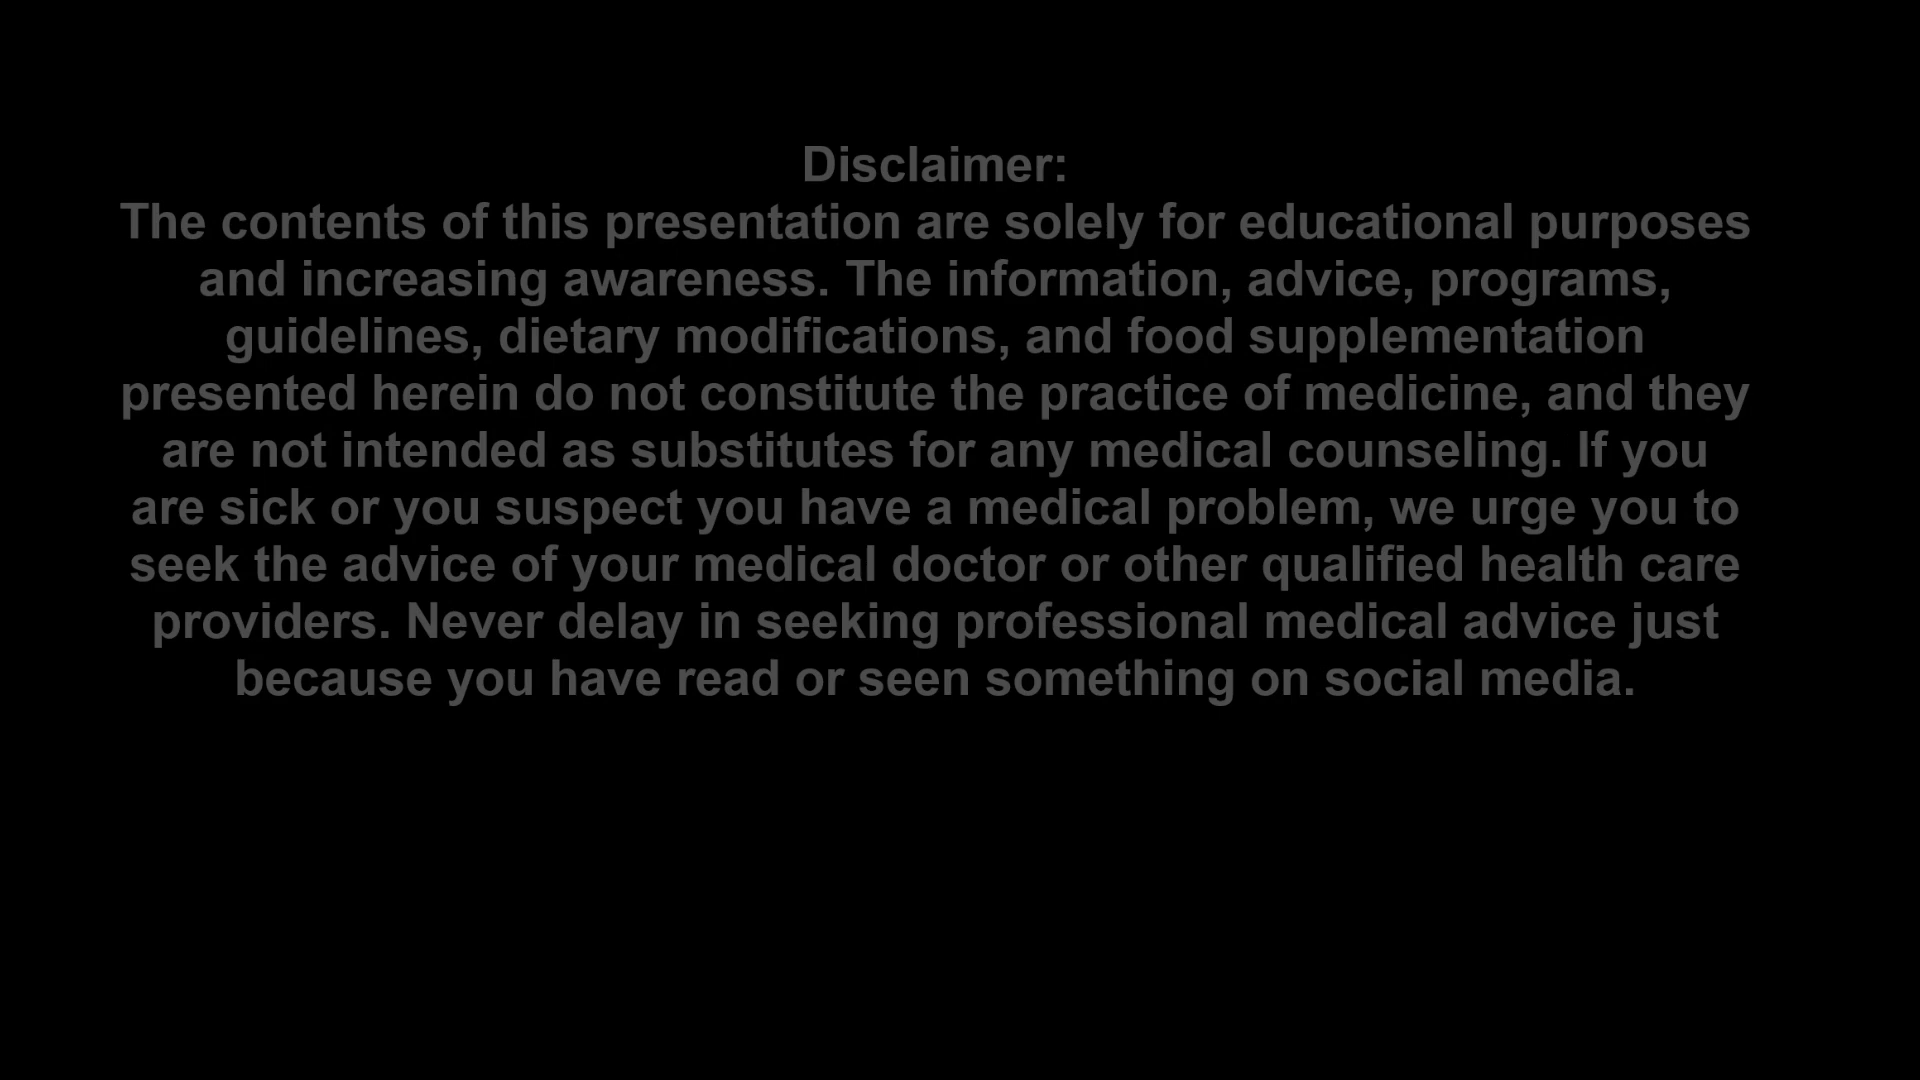 Disclaimer:
The contents of this presentation are solely for educational purposes
and increasing awareness. The information, advice, programs,
guidelines, dietary modifications, and food supplementation
presented herein do not constitute the practice of medicine, and they
are not intended as substitutes for any medical counseling. If you
are sick or you suspect you have a medical problem, we urge you to
seek the advice of your medical doctor or other qualified health care
providers. Never delay in seeking professional medical advice just
because you have read or seen something on social media.